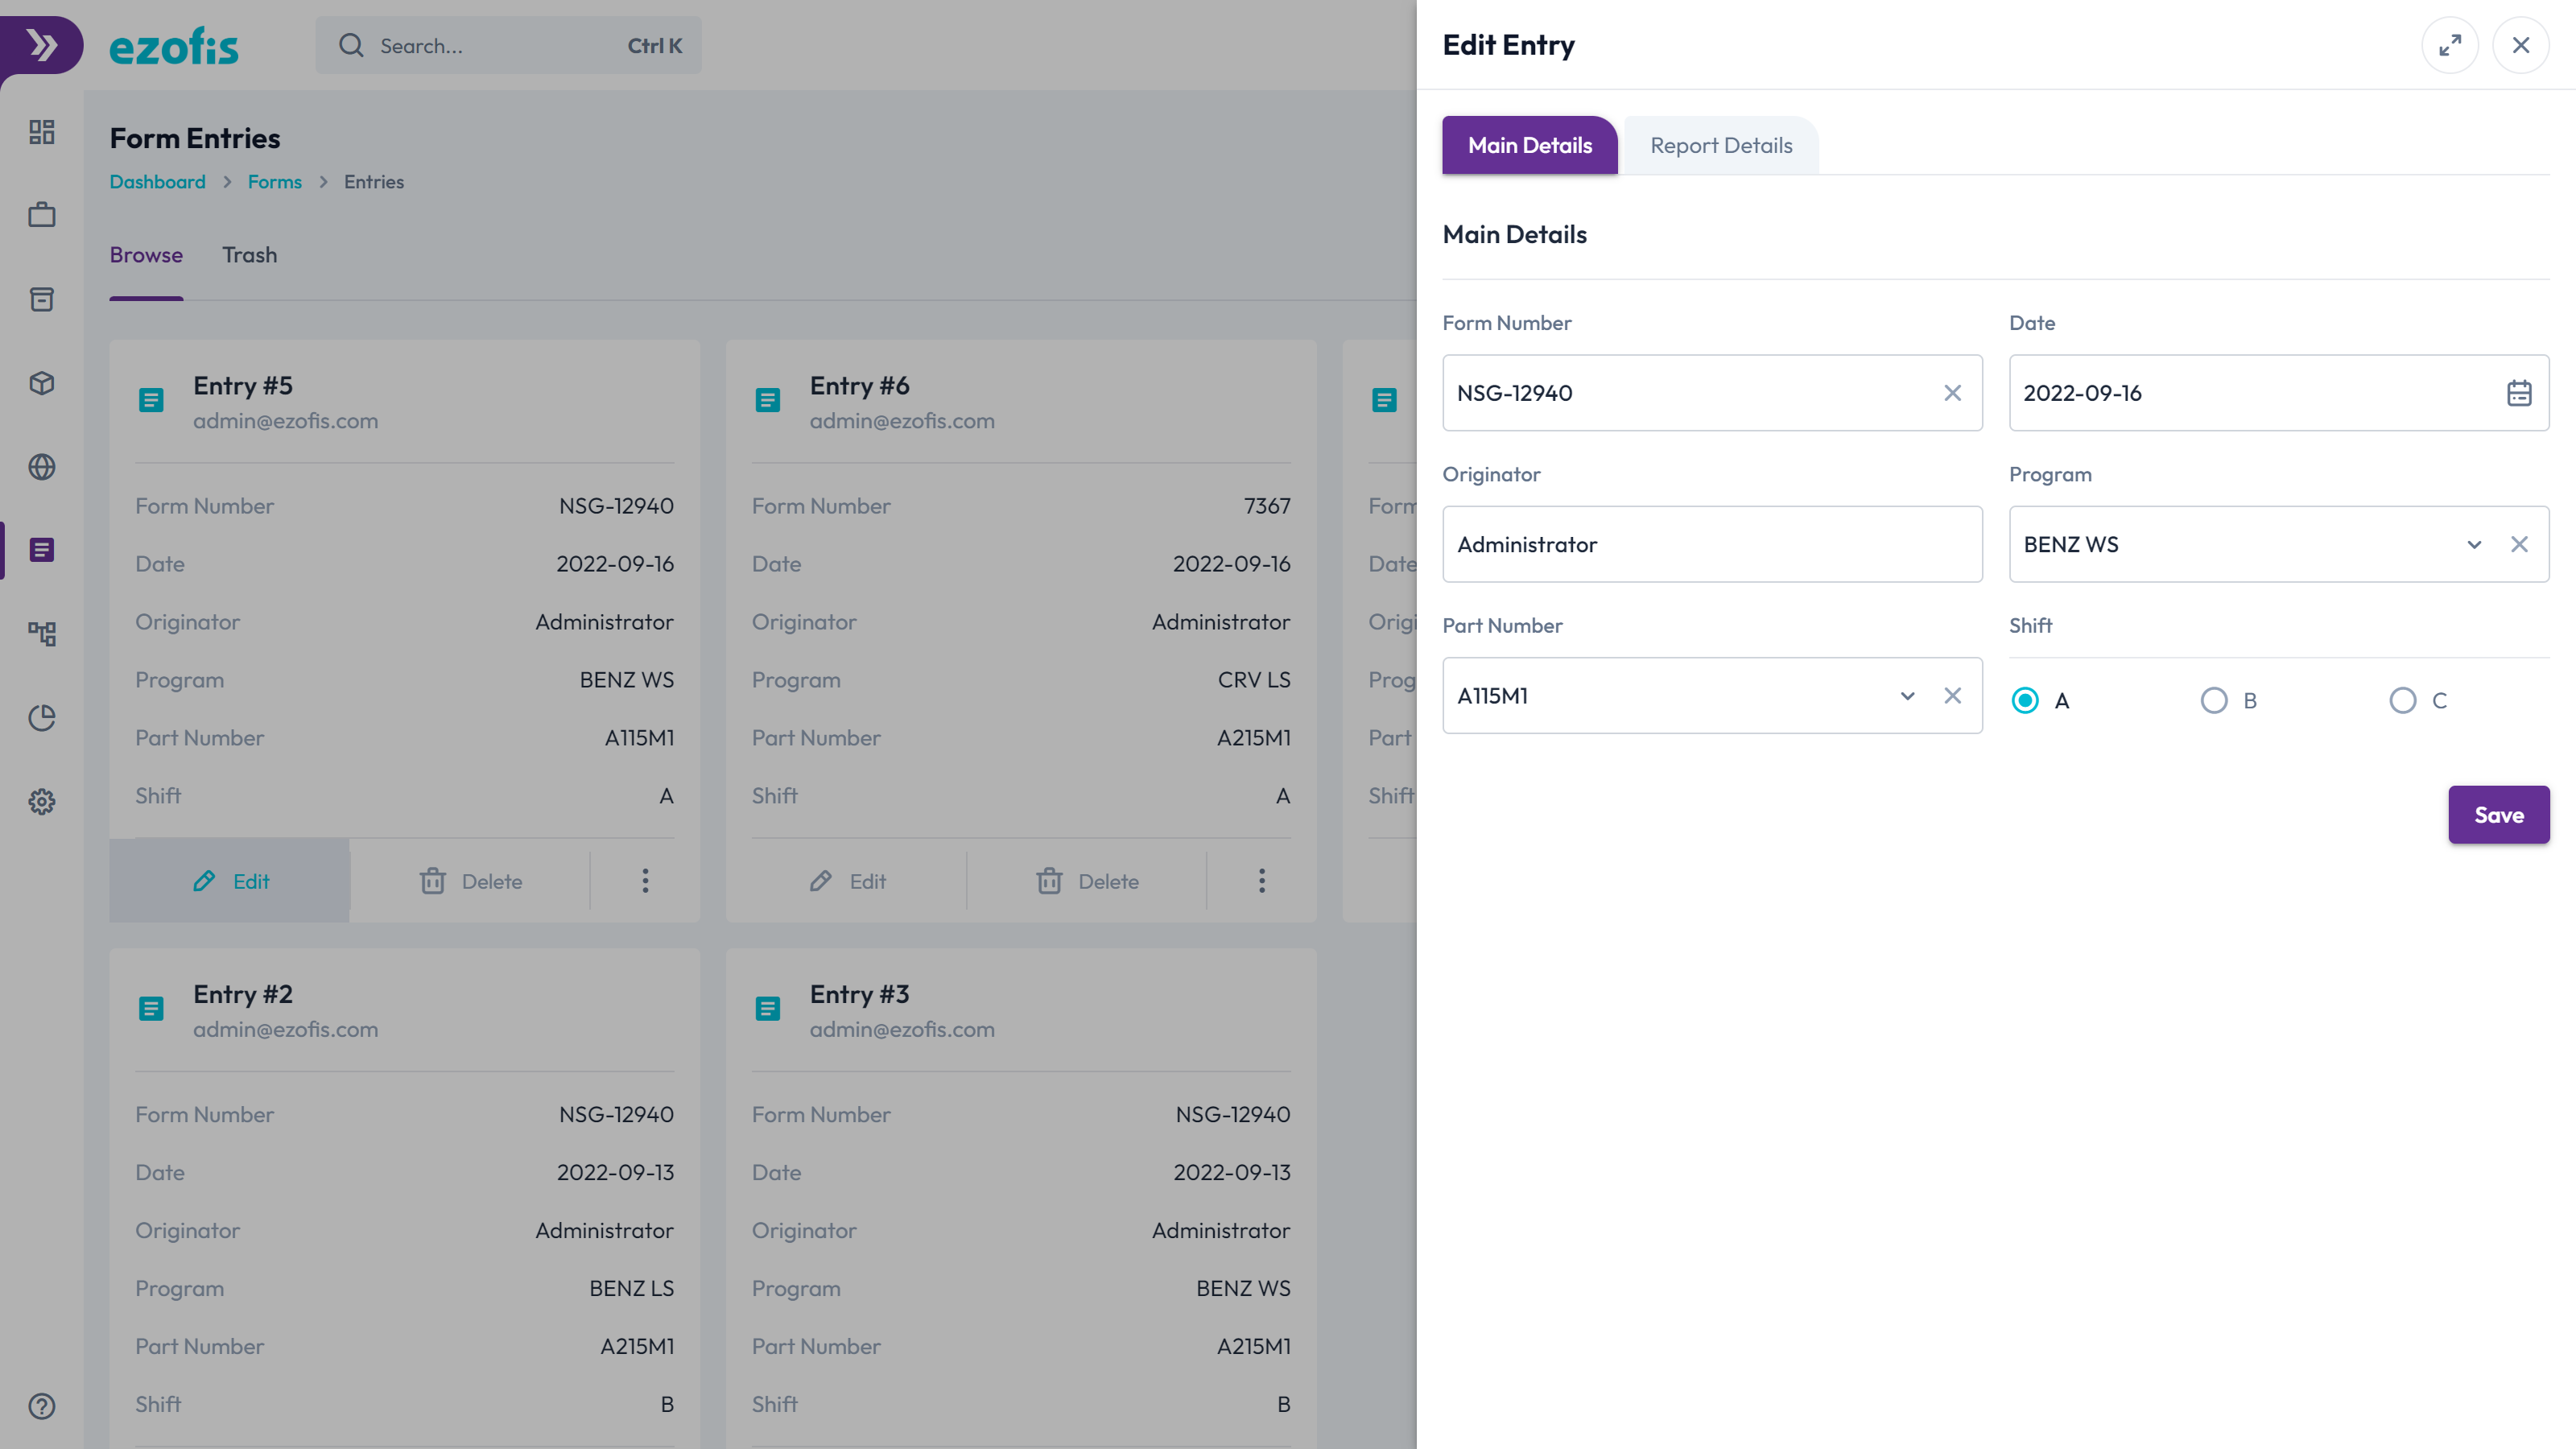 ezofis
Search...
Ctrl K
Form Entries
Dashboard
Forms
Entries
Browse
Trash
Entry #5
admin@ezofis.com
Form Number
NSG-12940
Date
2022-09-16
Originator
Administrator
Program
BENZ WS
Part Number
A115M1
Shift
A
Edit
Delete
Entry #6
admin@ezofis.com
Form Number
7367
Date
2022-09-16
Originator
Administrator
Program
CRV LS
Part Number
A215M1
Shift
A
Edit
Delete
Form
Date
Origi
Prog
Part
Shift
Entry #2
admin@ezofis.com
Form Number
NSG-12940
Date
2022-09-13
Originator
Administrator
Program
BENZ LS
Part Number
A215M1
Shift
B
Entry #3
admin@ezofis.com
Form Number
NSG-12940
Date
2022-09-13
Originator
Administrator
Program
BENZ WS
Part Number
A215M1
Shift
B
Edit Entry
Main Details
Report Details
Main Details
Form Number
NSG-12940
Date
2022-09-16
Originator
Administrator
Program
BENZ WS
Part Number
A115M1
Shift
A
B
C
Save